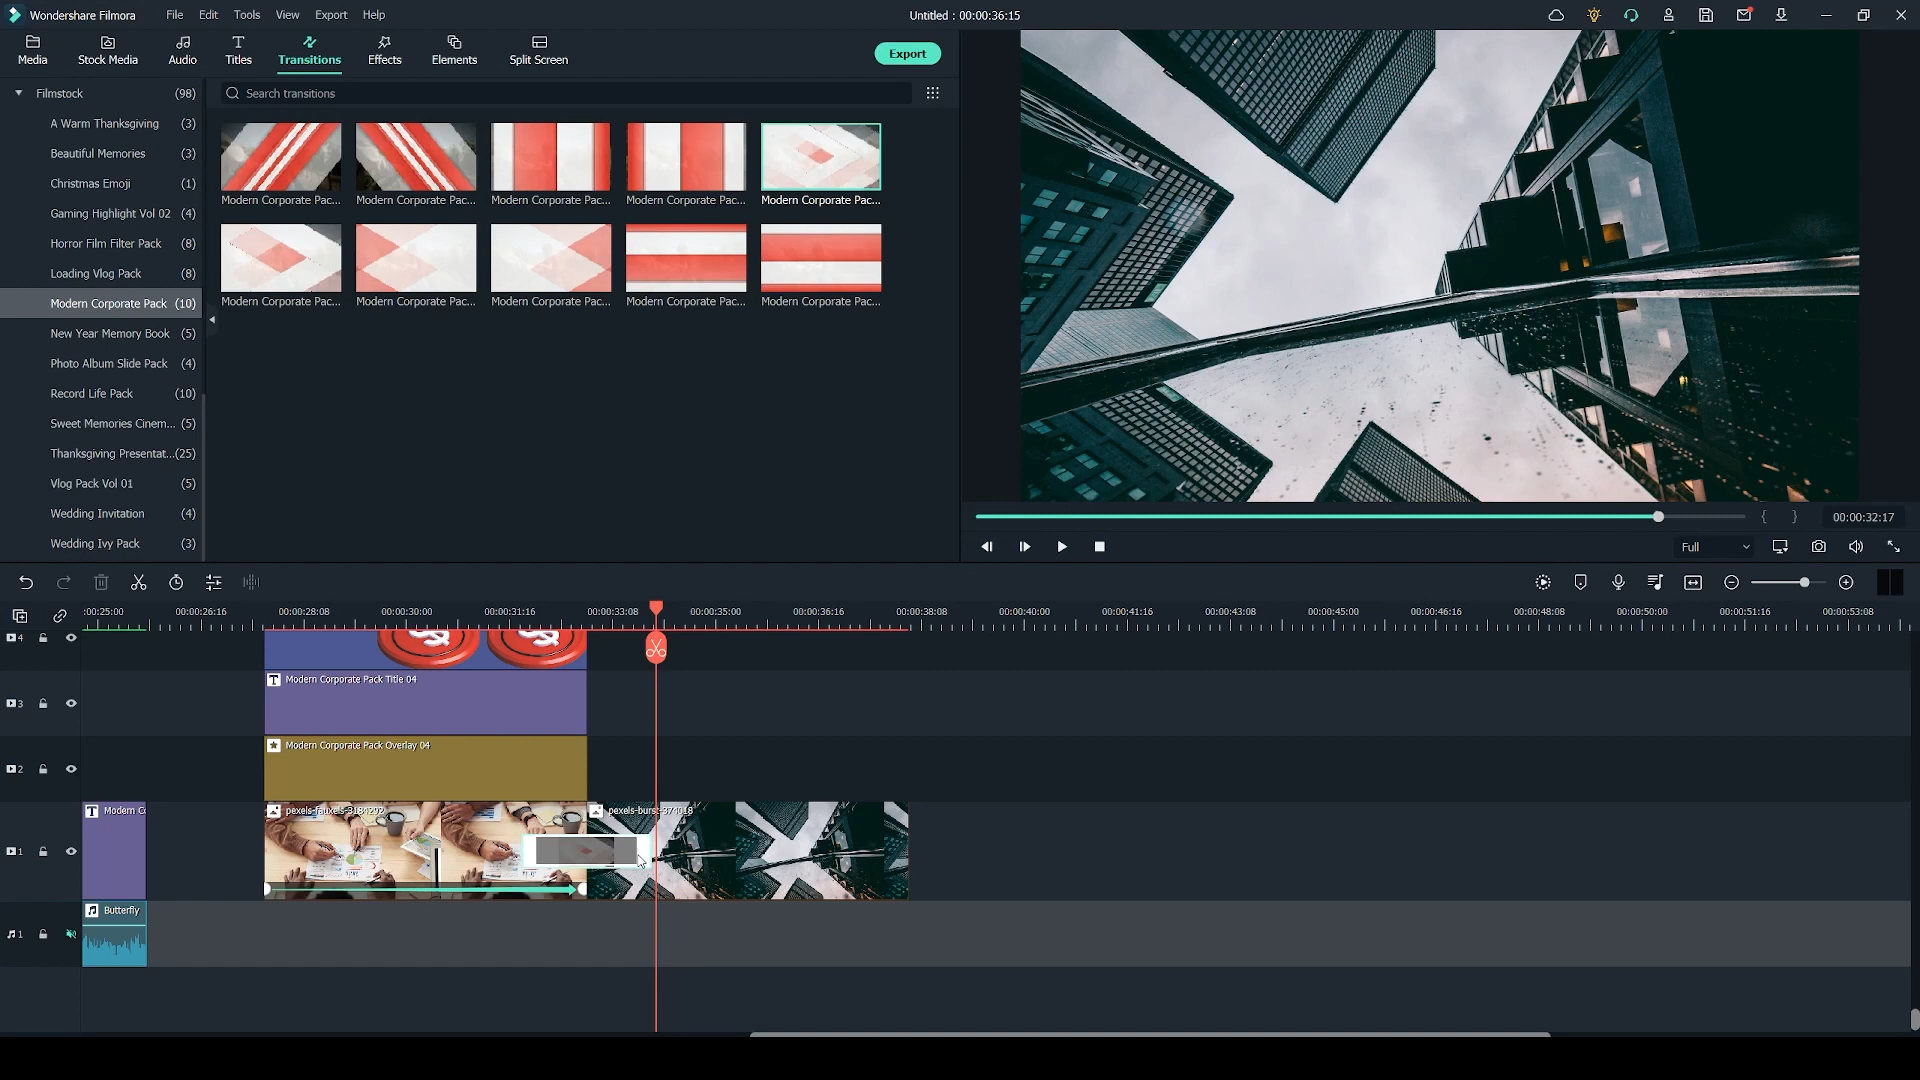 Wondershare Filmora
File Edit Tools View Export Help
Untitled : 00:00:36:15
Media
Stock Media
Audio
Titles
Transitions
Effects
Elements
Split Screen
Export
Filmstock (98)
Search transitions
A Warm Thanksgiving (3)
Beautiful Memories (3)
Christmas Emoji (1)
Gaming Highlight Vol 02 (4)
Horror Film Filter Pack (8)
Loading Vlog Pack (8)
Modern Corporate Pack (10)
New Year Memory Book (5)
Photo Album Slide Pack (4)
Record Life Pack (10)
Sweet Memories Cinem... (5)
Thanksgiving Presentat...(25)
Vlog Pack Vol 01 (5)
Wedding Invitation (4)
Wedding Ivy Pack (3)
Modern Corporate Pac... Modern Corporate Pac... Modern Corporate Pac... Modern Corporate Pac... Modern Corporate Pac...
Modern Corporate Pac... Modern Corporate Pac... Modern Corporate Pac... Modern Corporate Pac... Modern Corporate Pac...
{ } 00:00:32:17
Full
:00:25:00 00:00:26:16 00:00:28:08 00:00:30:00 00:00:31:16 00:00:33:08 00:00:35:00 00:00:36:16 00:00:38:08 00:00:40:00 00:00:41:16 00:00:43:08 00:00:45:00 00:00:46:16 00:00:48:08 00:00:50:00 00:00:51:16 00:00:53:08
4
3
T Modern Corporate Pack Title 04
2
Modern Corporate Pack Overlay 04
1
T Modern Co
pexels-fauxels-3184292
pexels-burst-374018
1
Butterfly